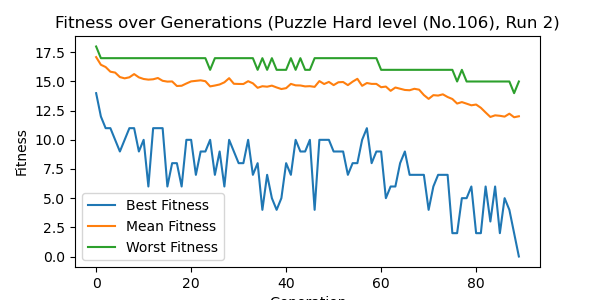 Fitness over Generations (Puzzle Hard level (No.106), Run 2)
17.5
15.0
12.5
10.0
7.5
5.0
2.5
0.0
Fitness
Best Fitness
Mean Fitness
Worst Fitness
0 20 40 60 80
Generation